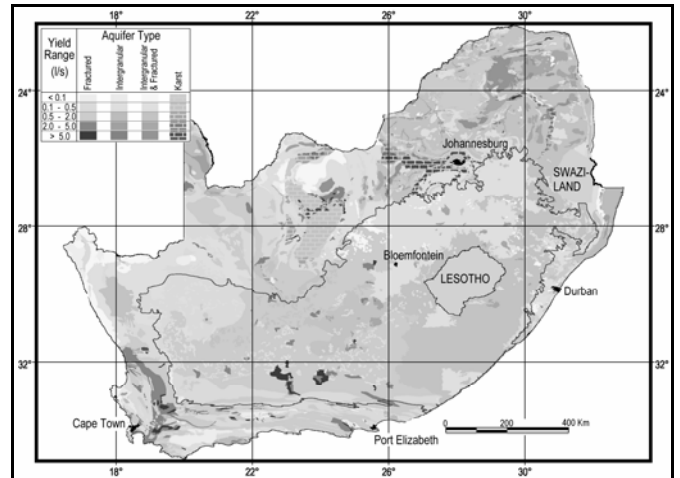 18° 22° 26° 30°
Yield
Range
(l/s)
Aquifer Type
Fractured
Intergranular
Intergranular
& Fractured
Karst
< 0.1
0.1 - 0.5
0.5 - 2.0
2.0 - 5.0
> 5.0
24° 24°
Johannesburg
SWAZI-
LAND
28° 28°
Bloemfontein
LESOTHO
Durban
32° 32°
Cape Town
Port Elizabeth
0 200 400 Km
18° 22° 26° 30°